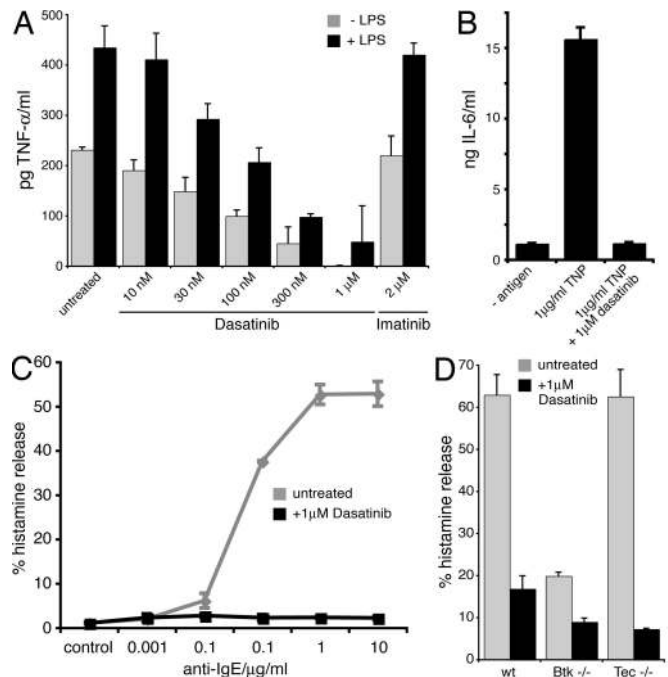 A
500
400
300
200
100
0
pg TNF-α/ml
- LPS
+ LPS
untreated
10 nM
30 nM
100 nM
300 nM
1 μM
2 μM
Dasatinib
Imatinib
B
15
10
5
0
ng IL-6/ml
- antigen
1μg/ml TNP
1μg/ml TNP
+ 1μM dasatinib
C
60
50
40
30
20
10
0
% histamine release
untreated
+1μM Dasatinib
control
0.001
0.1
0.1
1
10
anti-IgE/μg/ml
D
70
60
50
40
30
20
10
0
% histamine release
untreated
+1μM
Dasatinib
wt
Btk -/-
Tec -/-